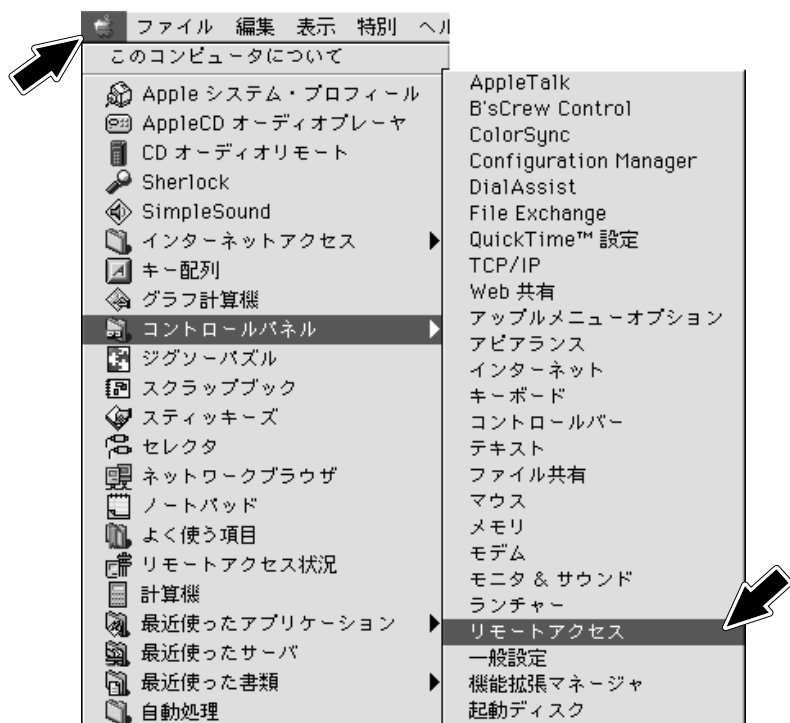 ファイル 編集 表示 特別
このコンピュータについて
Apple システム・プロフィール
AppleCD オーディオプレーヤ
CD オーディオリモート
Sherlock
SimpleSound
インターネットアクセス
キー配列
グラフ計算機
コントロールパネル
ジグソーパズル
スクラップブック
スティッキーズ
セレクタ
ネットワークブラウザ
ノートパッド
よく使う項目
リモートアクセス状況
計算機
最近使ったアプリケーション
最近使ったサーバ
最近使った書類
自動処理
AppleTalk
B'sCrew Control
ColorSync
Configuration Manager
DialAssist
File Exchange
QuickTime™ 設定
TCP/IP
Web 共有
アップルメニューオプション
アピアランス
インターネット
キーボード
コントロールバー
テキスト
ファイル共有
マウス
メモリ
モデム
モニタ & サウンド
ランチャー
リモートアクセス
一般設定
機能拡張マネージャ
起動ディスク